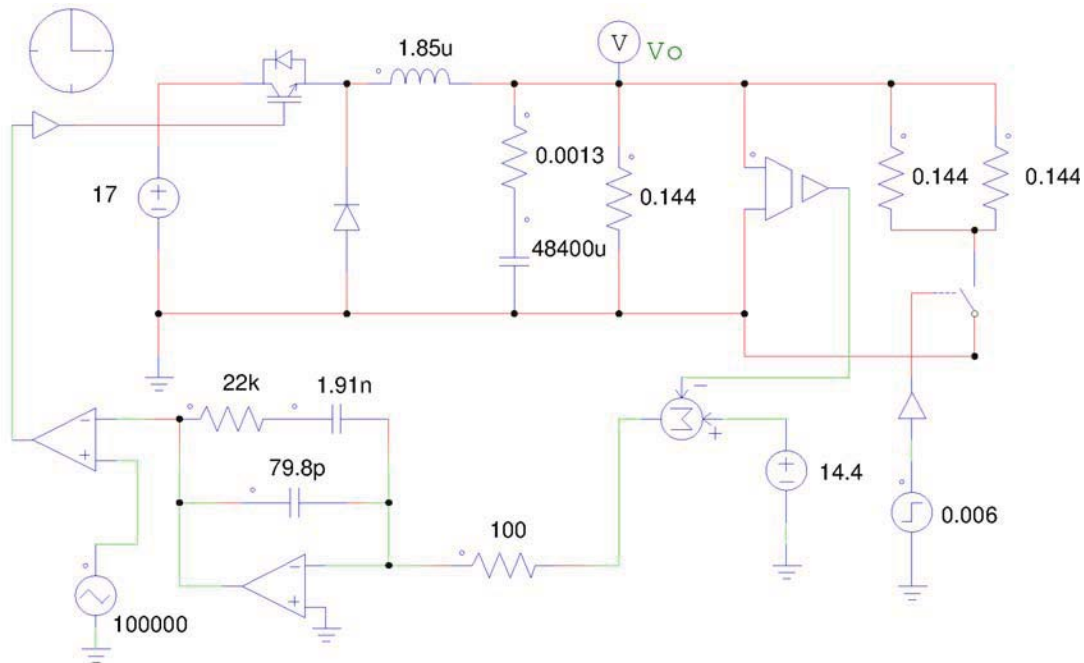 1.85u
V
Vo
0.0013
0.144
0.144
0.144
17
48400u
22k
1.91n
Σ
14.4
79.8p
0.006
100
100000